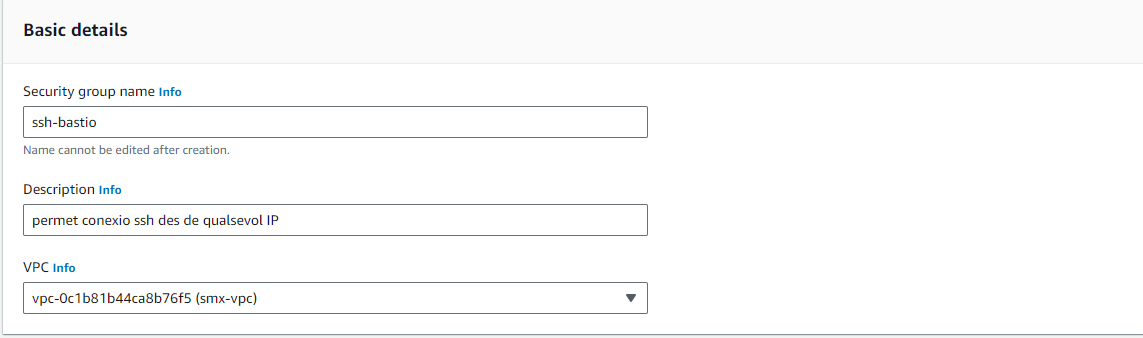 Basic details
Security group name Info
ssh-bastio
Name cannot be edited after creation.
Description Info
permet conexio ssh des de qualsevol IP
VPC Info
vpc-0c1b81b44ca8b76f5 (smx-vpc)